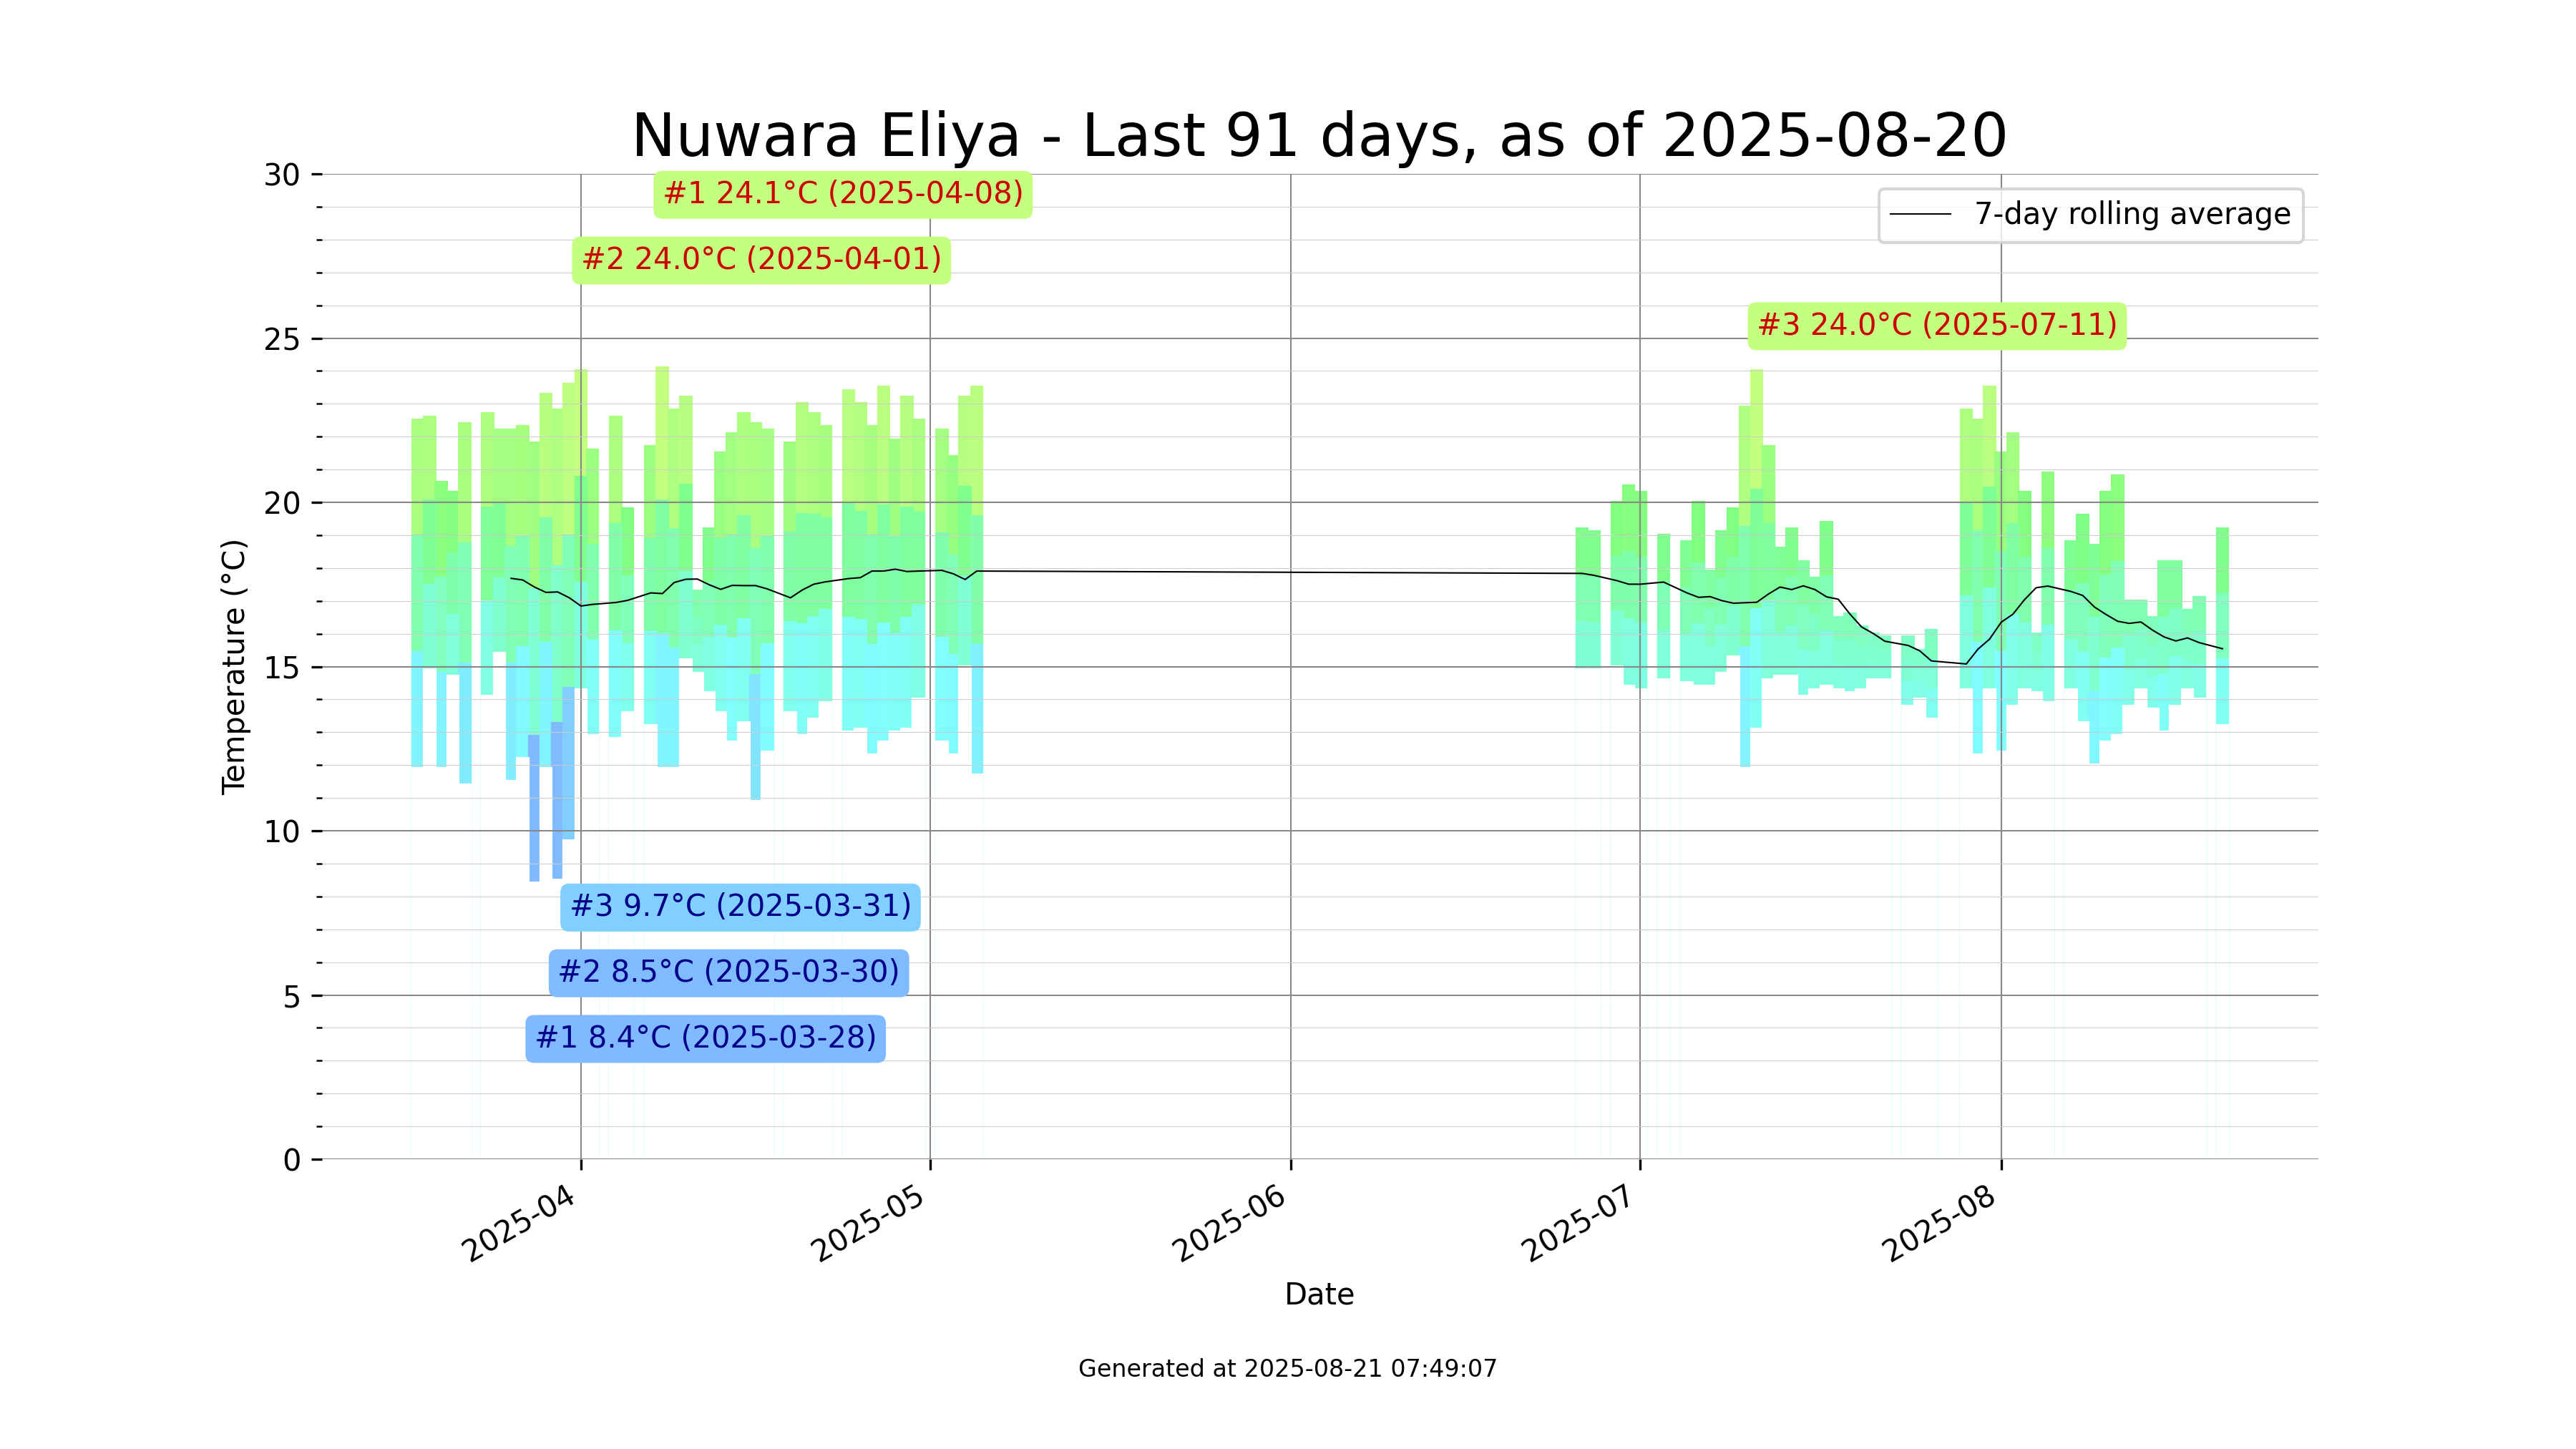 Nuwara Eliya - Last 91 days, as of 2025-08-20
30
#1 24.1°C (2025-04-08)
7-day rolling average
#2 24.0°C (2025-04-01)
#3 24.0°C (2025-07-11)
25
20
15
10
5
0
Temperature (°C)
#3 9.7°C (2025-03-31)
#2 8.5°C (2025-03-30)
#1 8.4°C (2025-03-28)
2025-04
2025-05
2025-06
2025-07
2025-08
Date
Generated at 2025-08-21 07:49:07